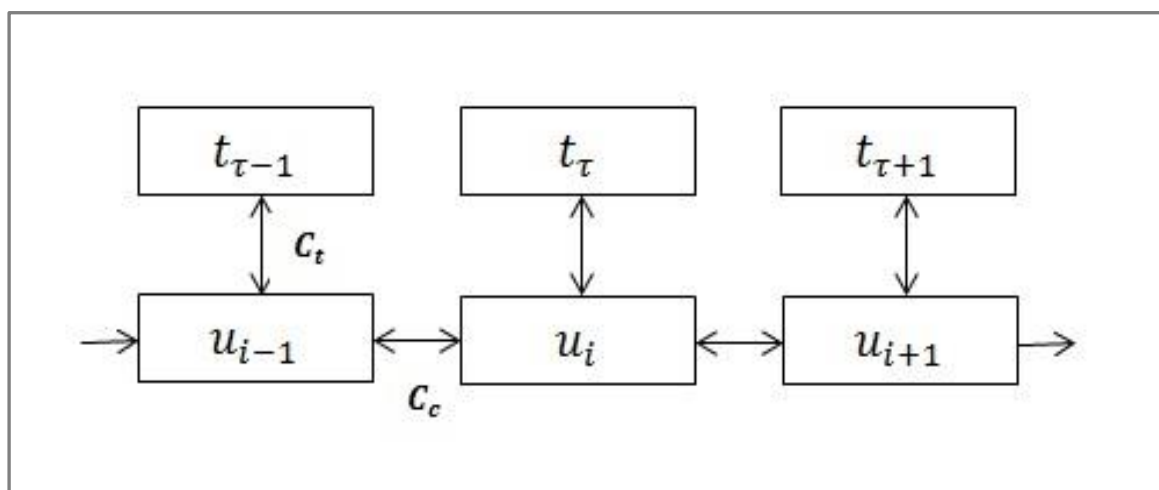 t_{τ−1} t_τ t_{τ+1}
C_t
u_{i−1} u_i u_{i+1}
C_c